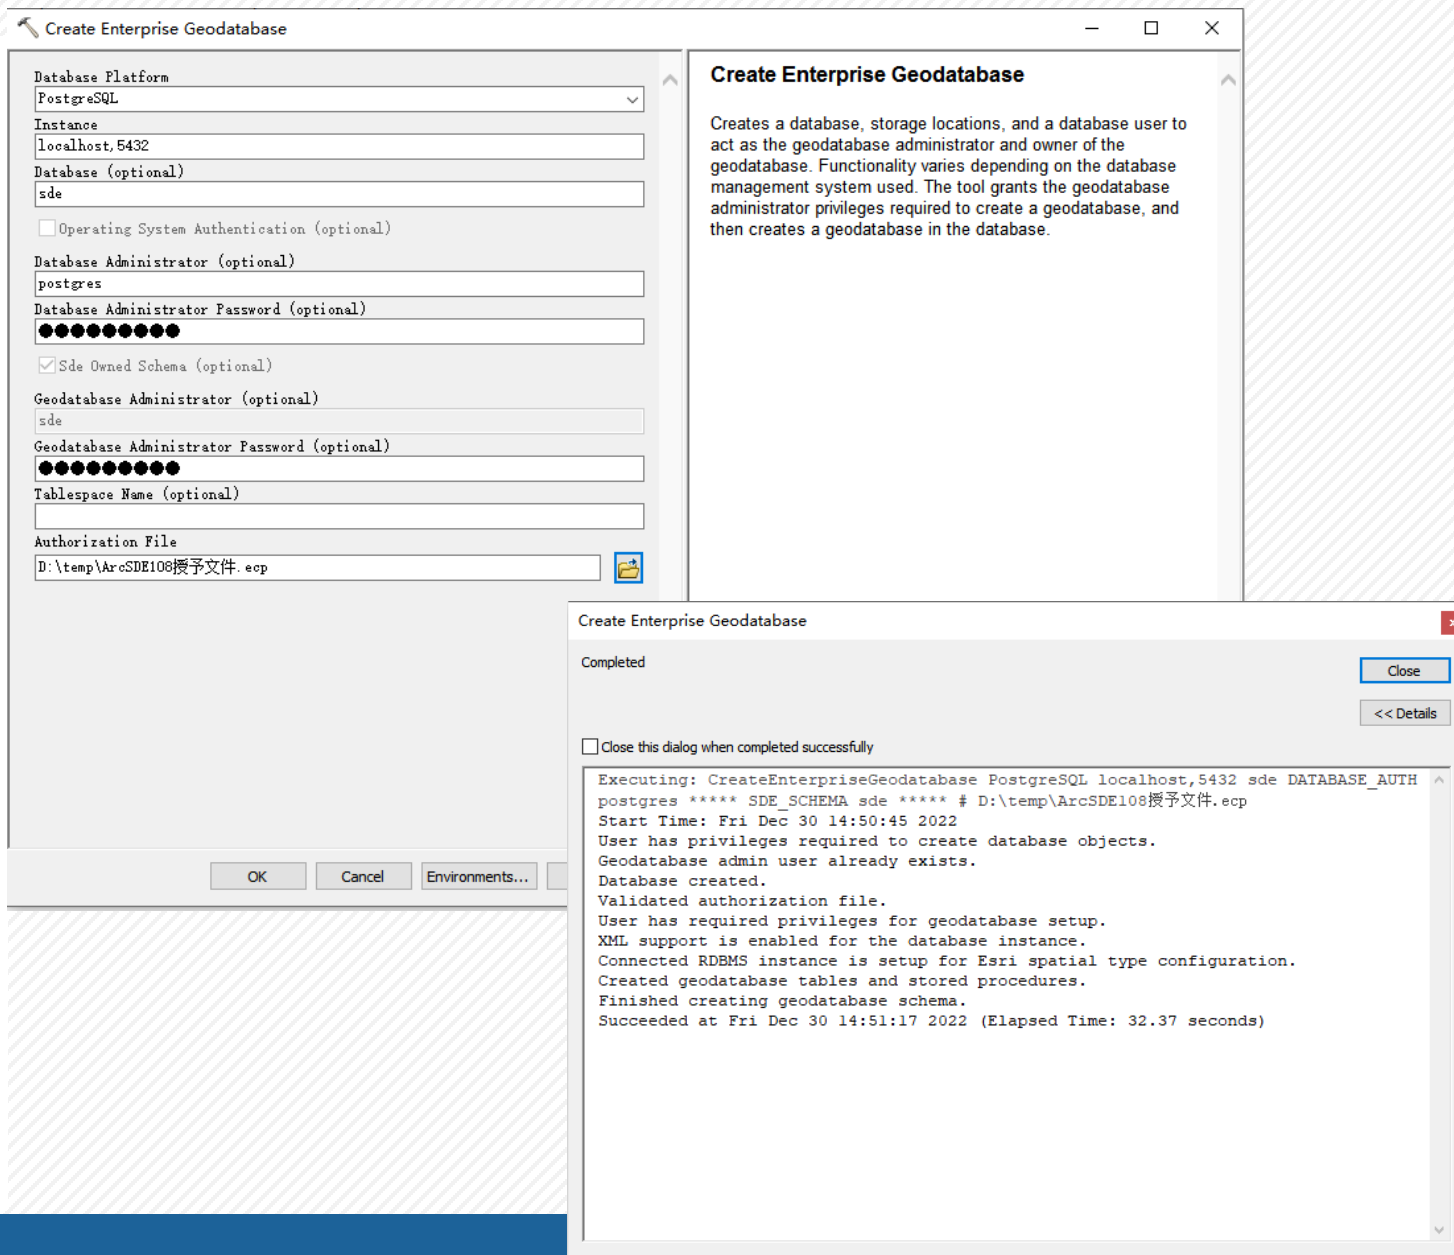 Create Enterprise Geodatabase
Database Platform
PostgreSQL
Instance
localhost,5432
Database (optional)
sde
Operating System Authentication (optional)
Database Administrator (optional)
postgres
Database Administrator Password (optional)
●●●●●●●●●
Sde Owned Schema (optional)
Geodatabase Administrator (optional)
sde
Geodatabase Administrator Password (optional)
●●●●●●●●●
Tablespace Name (optional)
Authorization File
D:\temp\ArcSDE108授予文件.ecp
OK
Cancel
Environments...
Create Enterprise Geodatabase
Creates a database, storage locations, and a database user to
act as the geodatabase administrator and owner of the
geodatabase. Functionality varies depending on the database
management system used. The tool grants the geodatabase
administrator privileges required to create a geodatabase, and
then creates a geodatabase in the database.
Create Enterprise Geodatabase
Completed
Close
<< Details
Close this dialog when completed successfully
Executing: CreateEnterpriseGeodatabase PostgreSQL localhost,5432 sde DATABASE_AUTH
postgres ***** SDE_SCHEMA sde ***** # D:\temp\ArcSDE108授予文件.ecp
Start Time: Fri Dec 30 14:50:45 2022
User has privileges required to create database objects.
Geodatabase admin user already exists.
Database created.
Validated authorization file.
User has required privileges for geodatabase setup.
XML support is enabled for the database instance.
Connected RDBMS instance is setup for Esri spatial type configuration.
Created geodatabase tables and stored procedures.
Finished creating geodatabase schema.
Succeeded at Fri Dec 30 14:51:17 2022 (Elapsed Time: 32.37 seconds)